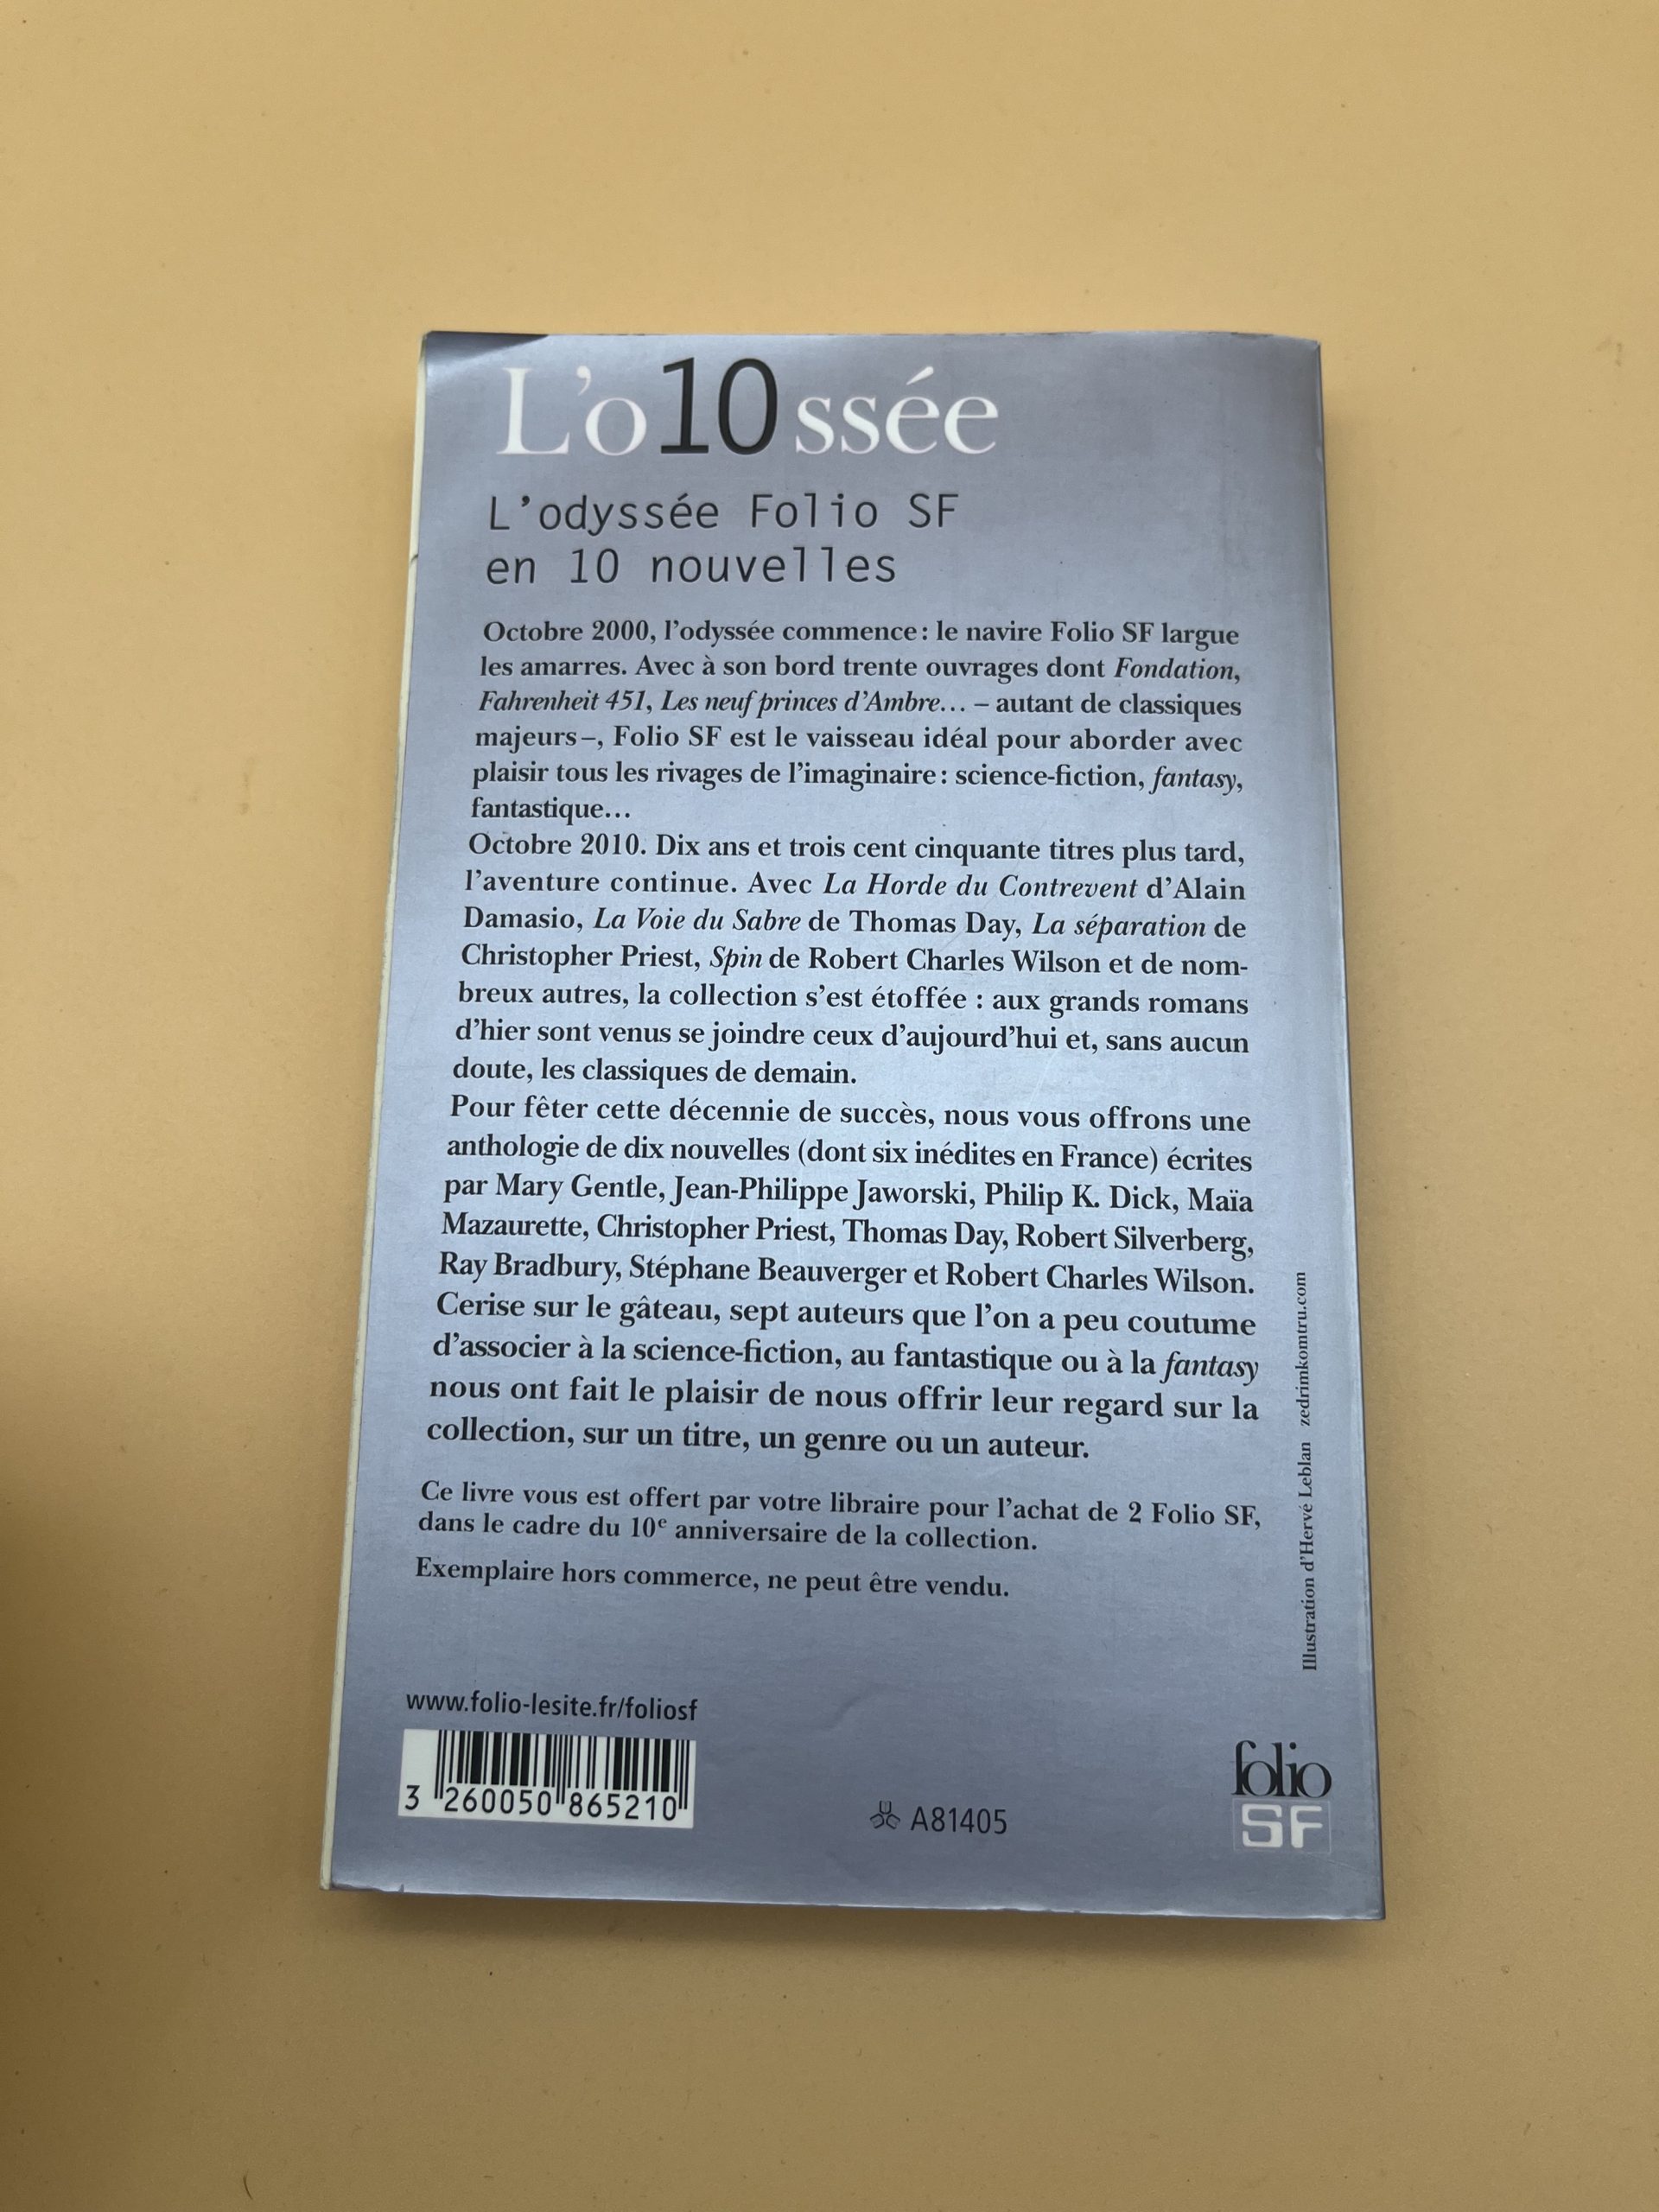 L'o10ssée
L'odyssée Folio SF
en 10 nouvelles
Octobre 2000, l'odyssée commence : le navire Folio SF largue
les amarres. Avec à son bord trente ouvrages dont Fondation,
Fahrenheit 451, Les neuf princes d'Ambre… – autant de classiques
majeurs –, Folio SF est le vaisseau idéal pour aborder avec
plaisir tous les rivages de l'imaginaire : science-fiction, fantasy,
fantastique…
Octobre 2010. Dix ans et trois cent cinquante titres plus tard,
l'aventure continue. Avec La Horde du Contrevent d'Alain
Damasio, La Voie du Sabre de Thomas Day, La séparation de
Christopher Priest, Spin de Robert Charles Wilson et de nom-
breux autres, la collection s'est étoffée : aux grands romans
d'hier sont venus se joindre ceux d'aujourd'hui et, sans aucun
doute, les classiques de demain.
Pour fêter cette décennie de succès, nous vous offrons une
anthologie de dix nouvelles (dont six inédites en France) écrites
par Mary Gentle, Jean-Philippe Jaworski, Philip K. Dick, Maïa
Mazaurette, Christopher Priest, Thomas Day, Robert Silverberg,
Ray Bradbury, Stéphane Beauverger et Robert Charles Wilson.
Cerise sur le gâteau, sept auteurs que l'on a peu coutume
d'associer à la science-fiction, au fantastique ou à la fantasy
nous ont fait le plaisir de nous offrir leur regard sur la
collection, sur un titre, un genre ou un auteur.
Ce livre vous est offert par votre libraire pour l'achat de 2 Folio SF,
dans le cadre du 10e anniversaire de la collection.
Exemplaire hors commerce, ne peut être vendu.
Illustration d'Hervé Leblan zedrimkomtru.com
www.folio-lesite.fr/foliosf
3 260050 865210
A81405
folio
SF